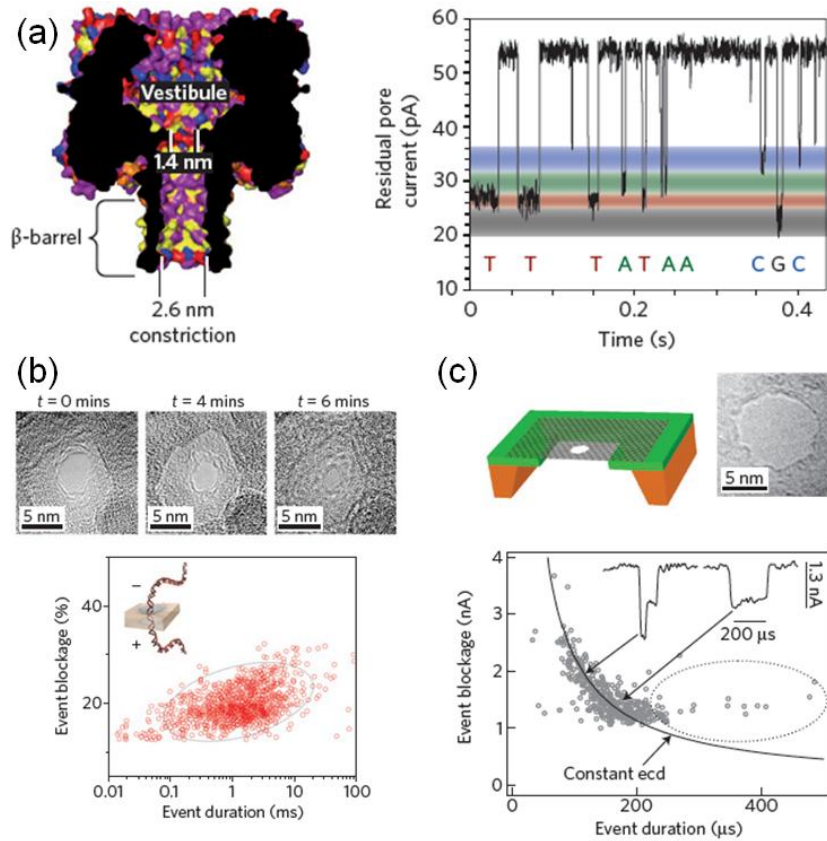 (a)
Vestibule
1.4 nm
β-barrel
2.6 nm
constriction
Residual pore
current (pA)
60
50
40
30
20
10
T T T A T A A C G C
0 0.2 0.4
Time (s)
(b)
t = 0 mins t = 4 mins t = 6 mins
5 nm 5 nm 5 nm
Event blockage (%)
40
20
−
+
0.01 0.1 1 10 100
Event duration (ms)
(c)
5 nm
Event blockage (nA)
4
3
2
1
0
1.3 nA
200 µs
Constant ecd
0 200 400
Event duration (µs)